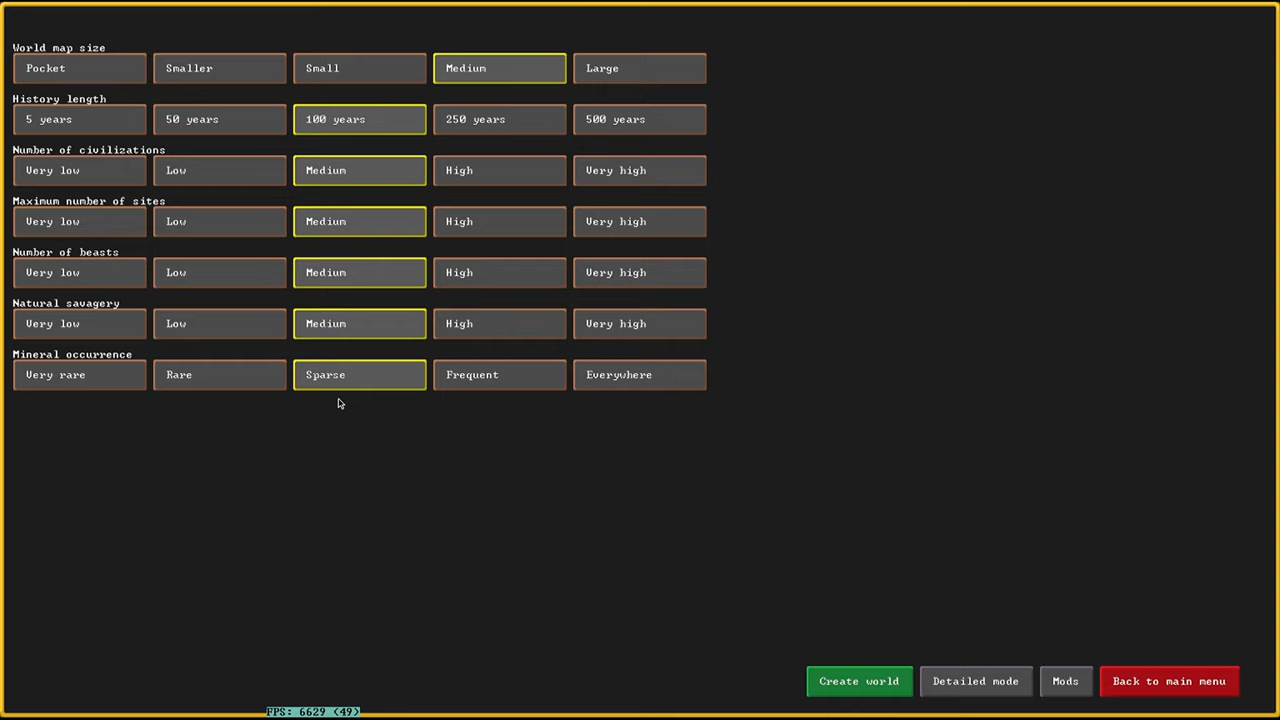 World map size
Pocket Smaller Small Medium Large
History length
5 years 50 years 100 years 250 years 500 years
Number of civilizations
Very low Low Medium High Very high
Maximum number of sites
Very low Low Medium High Very high
Number of beasts
Very low Low Medium High Very high
Natural savagery
Very low Low Medium High Very high
Mineral occurrence
Very rare Rare Sparse Frequent Everywhere
Create world Detailed mode Mods Back to main menu
FPS: 6629 (49)